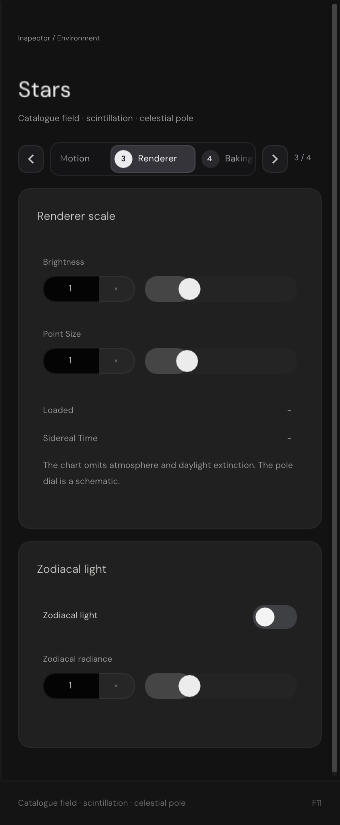 Inspector / Environment
Stars
Catalogue field · scintillation · celestial pole
Motion
3 Renderer
4 Baking
3 / 4
Renderer scale
Brightness
1
Point Size
1
Loaded –
Sidereal Time –
The chart omits atmosphere and daylight extinction. The pole
dial is a schematic.
Zodiacal light
Zodiacal light
Zodiacal radiance
1
Catalogue field · scintillation · celestial pole F11